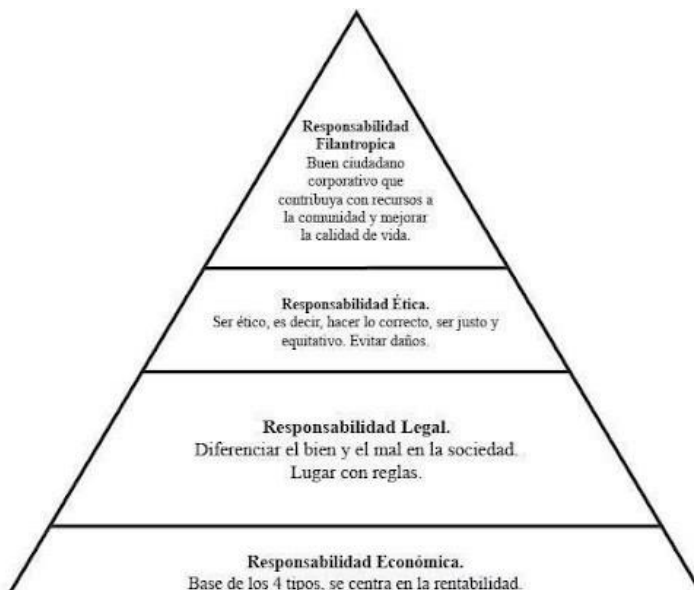 Responsabilidad
Filantropica
Buen ciudadano
corporativo que
contribuya con recursos a
la comunidad y mejorar
la calidad de vida.
Responsabilidad Ética.
Ser ético, es decir, hacer lo correcto, ser justo y
equitativo. Evitar daños.
Responsabilidad Legal.
Diferenciar el bien y el mal en la sociedad.
Lugar con reglas.
Responsabilidad Económica.
Base de los 4 tipos, se centra en la rentabilidad.